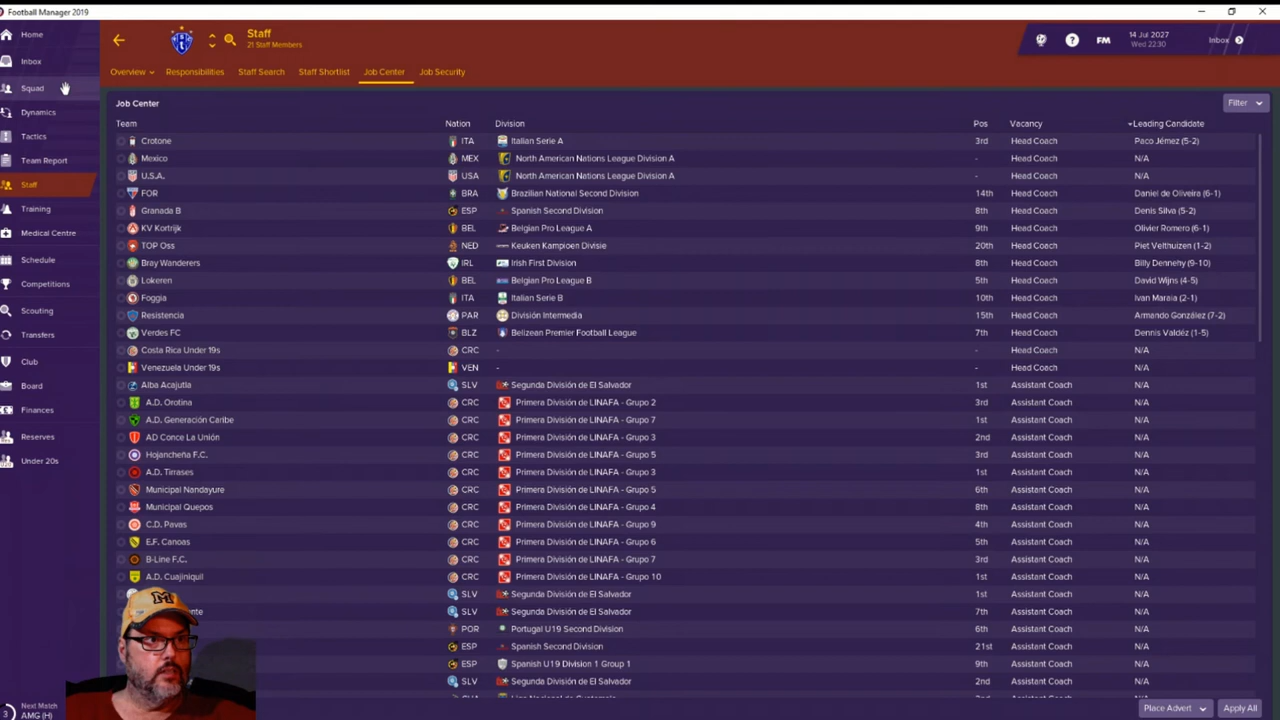 Football Manager 2019
Home
Inbox
Squad
Dynamics
Tactics
Team Report
Staff
Training
Medical Centre
Schedule
Competitions
Scouting
Transfers
Club
Board
Finances
Reserves
Under 20s
Next Match
AMG (H)
Staff
21 Staff Members
? FM 14 Jul 2027
Wed 22:30
Inbox
Overview Responsibilities Staff Search Staff Shortlist Job Center Job Security
Job Center Filter
Team Nation Division Pos Vacancy Leading Candidate
Crotone ITA Italian Serie A 3rd Head Coach Paco Jémez (5-2)
Mexico MEX North American Nations League Division A - Head Coach N/A
U.S.A. USA North American Nations League Division A - Head Coach N/A
FOR BRA Brazilian National Second Division 14th Head Coach Daniel de Oliveira (6-1)
Granada B ESP Spanish Second Division 8th Head Coach Denis Silva (5-2)
KV Kortrijk BEL Belgian Pro League A 9th Head Coach Olivier Romero (6-1)
TOP Oss NED Keuken Kampioen Divisie 20th Head Coach Piet Velthuizen (1-2)
Bray Wanderers IRL Irish First Division 8th Head Coach Billy Dennehy (9-10)
Lokeren BEL Belgian Pro League B 5th Head Coach David Wijns (4-5)
Foggia ITA Italian Serie B 10th Head Coach Ivan Maraia (2-1)
Resistencia PAR División Intermedia 15th Head Coach Armando González (7-2)
Verdes FC BLZ Belizean Premier Football League 7th Head Coach Dennis Valdéz (1-5)
Costa Rica Under 19s CRC - - Head Coach N/A
Venezuela Under 19s VEN - - Head Coach N/A
Alba Acajutla SLV Segunda División de El Salvador 1st Assistant Coach N/A
A.D. Orotina CRC Primera División de LINAFA - Grupo 2 3rd Assistant Coach N/A
A.D. Generación Caribe CRC Primera División de LINAFA - Grupo 7 1st Assistant Coach N/A
AD Conce La Unión CRC Primera División de LINAFA - Grupo 3 2nd Assistant Coach N/A
Hojancheña F.C. CRC Primera División de LINAFA - Grupo 5 3rd Assistant Coach N/A
A.D. Tirrases CRC Primera División de LINAFA - Grupo 3 1st Assistant Coach N/A
Municipal Nandayure CRC Primera División de LINAFA - Grupo 5 6th Assistant Coach N/A
Municipal Quepos CRC Primera División de LINAFA - Grupo 4 8th Assistant Coach N/A
C.D. Pavas CRC Primera División de LINAFA - Grupo 9 4th Assistant Coach N/A
E.F. Canoas CRC Primera División de LINAFA - Grupo 6 5th Assistant Coach N/A
B-Line F.C. CRC Primera División de LINAFA - Grupo 7 3rd Assistant Coach N/A
A.D. Cuajiniquil CRC Primera División de LINAFA - Grupo 10 1st Assistant Coach N/A
SLV Segunda División de El Salvador 1st Assistant Coach N/A
SLV Segunda División de El Salvador 7th Assistant Coach N/A
POR Portugal U19 Second Division 6th Assistant Coach N/A
ESP Spanish Second Division 21st Assistant Coach N/A
ESP Spanish U19 Division 1 Group 1 9th Assistant Coach N/A
SLV Segunda División de El Salvador 2nd Assistant Coach N/A
Place Advert Apply All